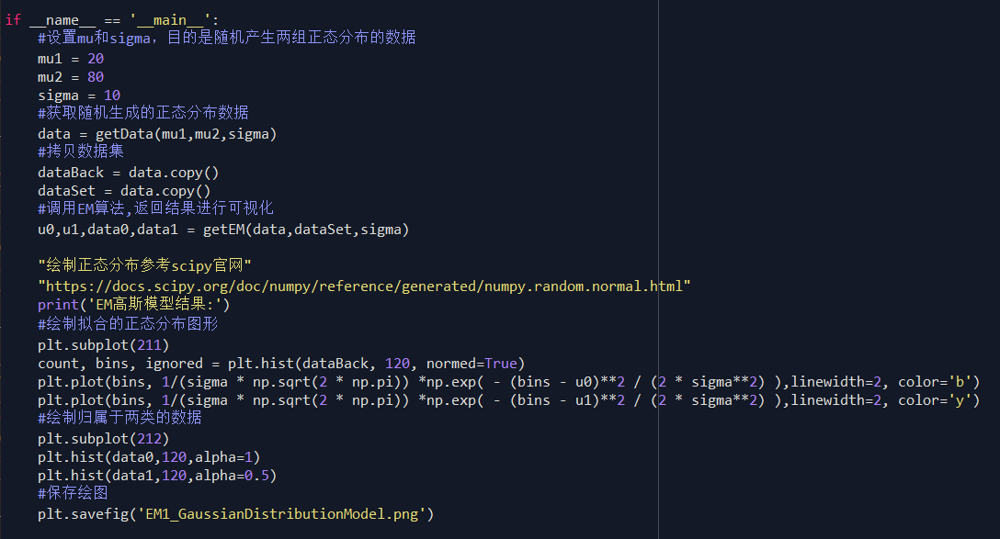 if __name__ == '__main__':
    #设置mu和sigma，目的是随机产生两组正态分布的数据
    mu1 = 20
    mu2 = 80
    sigma = 10
    #获取随机生成的正态分布数据
    data = getData(mu1,mu2,sigma)
    #拷贝数据集
    dataBack = data.copy()
    dataSet = data.copy()
    #调用EM算法,返回结果进行可视化
    u0,u1,data0,data1 = getEM(data,dataSet,sigma)

    "绘制正态分布参考scipy官网"
    "https://docs.scipy.org/doc/numpy/reference/generated/numpy.random.normal.html"
    print('EM高斯模型结果:')
    #绘制拟合的正态分布图形
    plt.subplot(211)
    count, bins, ignored = plt.hist(dataBack, 120, normed=True)
    plt.plot(bins, 1/(sigma * np.sqrt(2 * np.pi)) *np.exp( - (bins - u0)**2 / (2 * sigma**2) ),linewidth=2, color='b')
    plt.plot(bins, 1/(sigma * np.sqrt(2 * np.pi)) *np.exp( - (bins - u1)**2 / (2 * sigma**2) ),linewidth=2, color='y')
    #绘制归属于两类的数据
    plt.subplot(212)
    plt.hist(data0,120,alpha=1)
    plt.hist(data1,120,alpha=0.5)
    #保存绘图
    plt.savefig('EM1_GaussianDistributionModel.png')